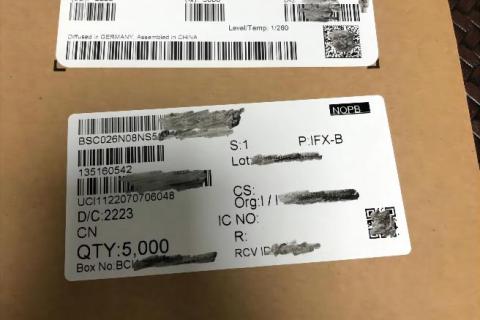 Level/Temp: 1/260
Diffused in GERMANY, Assembled in CHINA
NOPB
BSC026N08NS5
S:1
P:IFX-B
135160542
Lot:
UCI1122070706048
CS:
Org:I / I
D/C:2223
IC NO:
CN
R:
QTY:5,000
RCV ID
Box No:BCI